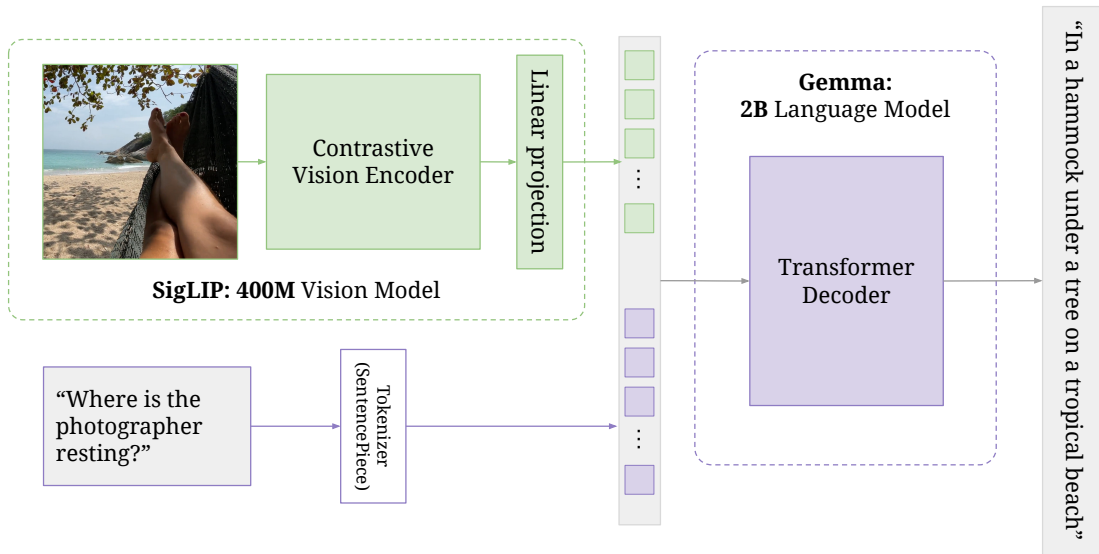 Contrastive
Vision Encoder
Linear projection
SigLIP: 400M Vision Model
“Where is the
photographer
resting?”
Tokenizer
(SentencePiece)
...
...
Gemma:
2B Language Model
Transformer
Decoder
“In a hammock under a tree on a tropical beach”